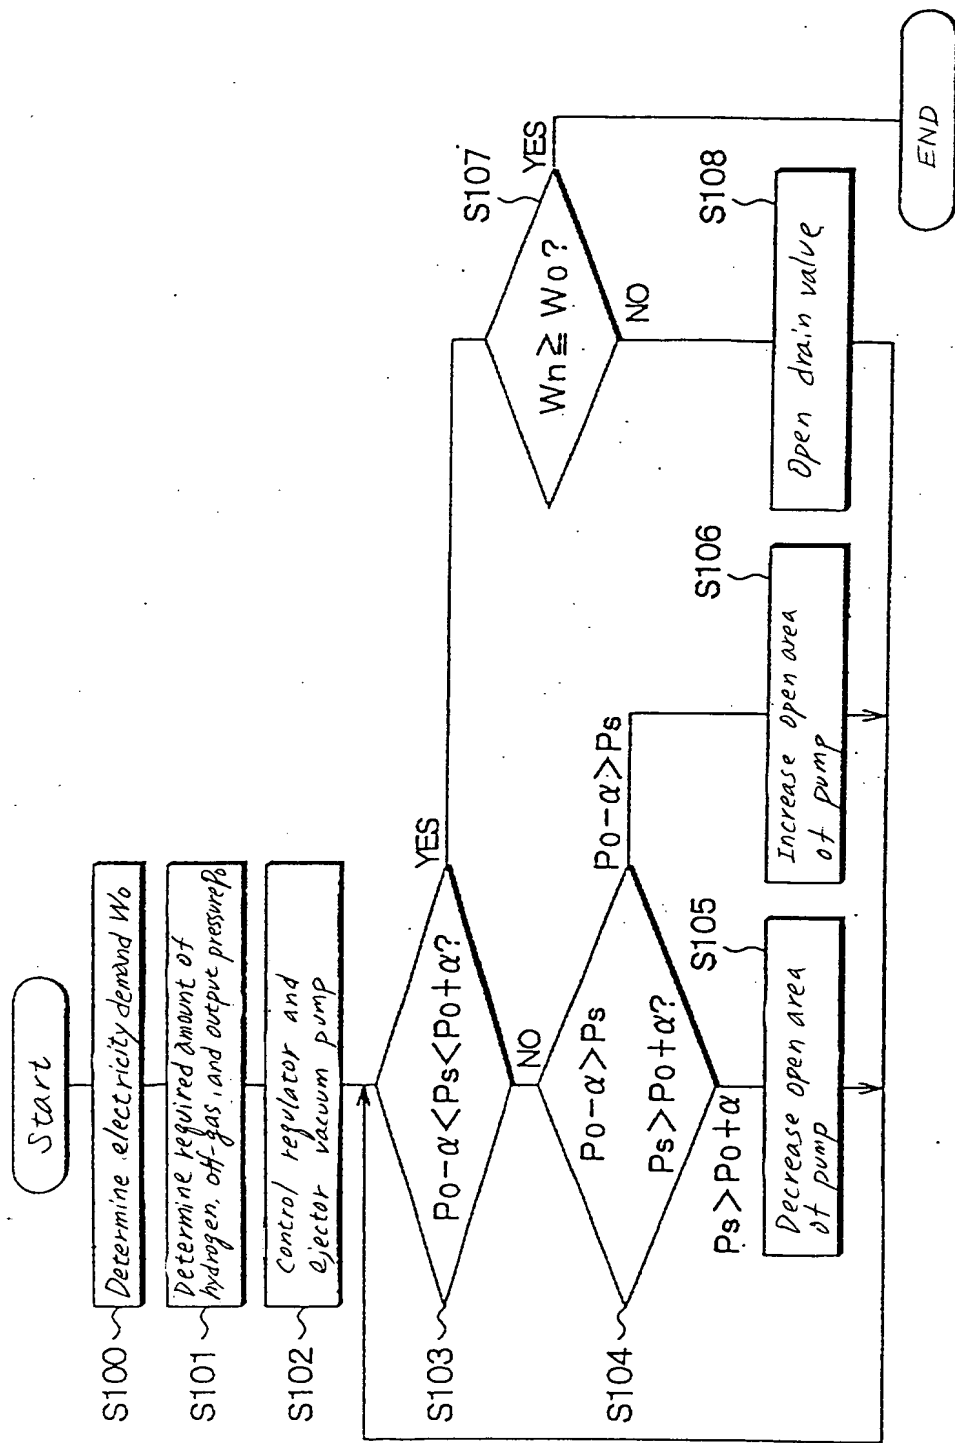 Start
S100
Determine electricity demand Wo
S101
Determine required amount of
hydrogen, off-gas, and output pressure Po
S102
Control regulator and
ejector vacuum pump
S103
Po-α<Ps<Po+α?
YES
NO
S104
Po-α>Ps
Ps>Po+α?
Po-α>Ps
Ps>Po+α
S105
Decrease open area
of pump
S106
Increase open area
of pump
S107
Wn≧Wo?
YES
NO
S108
Open drain value
END